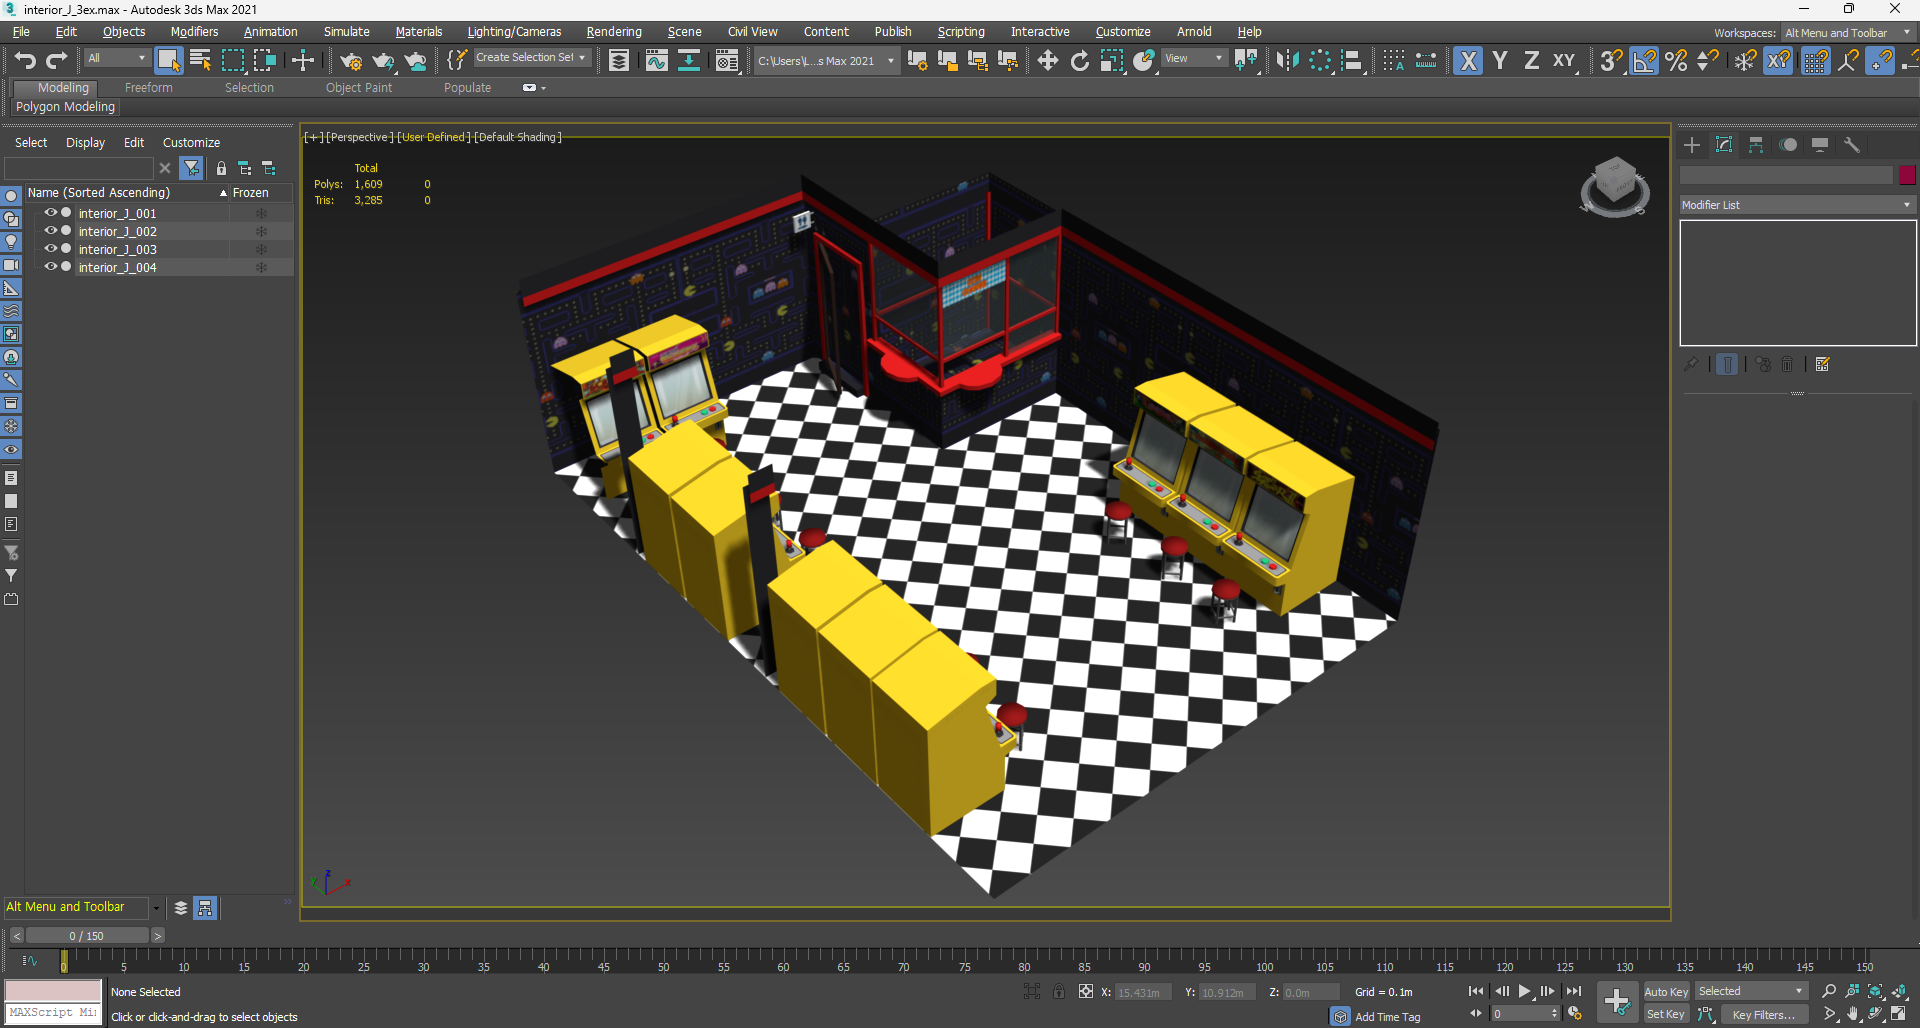 interior_J_3ex.max - Autodesk 3ds Max 2021
File Edit Objects Modifiers Animation Simulate Materials Lighting/Cameras Rendering Scene Civil View Content Publish Scripting Interactive Customize Arnold Help
Workspaces: Alt Menu and Toolbar
All
Create Selection Set
C:\Users\L...s Max 2021
View
X Y Z XY
Modeling Freeform Selection Object Paint Populate
Polygon Modeling
Select Display Edit Customize
Name (Sorted Ascending) Frozen
interior_J_001
interior_J_002
interior_J_003
interior_J_004
[+] [Perspective] [User Defined] [Default Shading]
Total
Polys: 1,609 0
Tris: 3,285 0
Modifier List
z
y
x
Alt Menu and Toolbar
< 0 / 150 >
0 5 10 15 20 25 30 35 40 45 50 55 60 65 70 75 80 85 90 95 100 105 110 115 120 125 130 135 140 145 150
None Selected
X: 15.431m Y: 10.912m Z: 0.0m Grid = 0.1m
Auto Key Selected
MAXScript Mi
Click or click-and-drag to select objects
Add Time Tag
0
Set Key Key Filters...